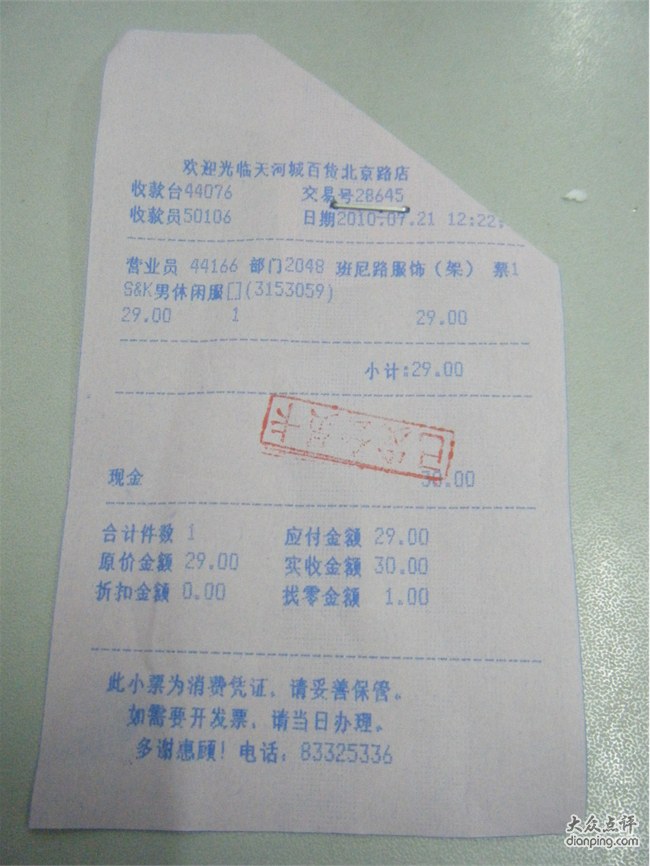 欢迎光临天河城百货北京路店
收款台44076 交易号28645
收款员50106 日期2010.07.21 12:22
营业员 44166 部门2048 班尼路服饰（架） 票1
S&K男休闲服[](3153059)
29.00 1 29.00
小计:29.00
现金 30.00
合计件数 1 应付金额 29.00
原价金额 29.00 实收金额 30.00
折扣金额 0.00 找零金额 1.00
此小票为消费凭证，请妥善保管。
如需要开发票，请当日办理。
多谢惠顾！电话：83325336
大众点评
dianping.com